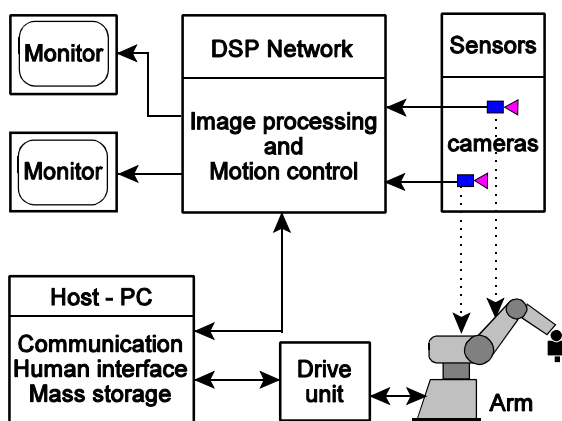 Monitor
DSP Network
Sensors
Image processing
and
Motion control
cameras
Monitor
Host - PC
Communication
Human interface
Mass storage
Drive
unit
Arm